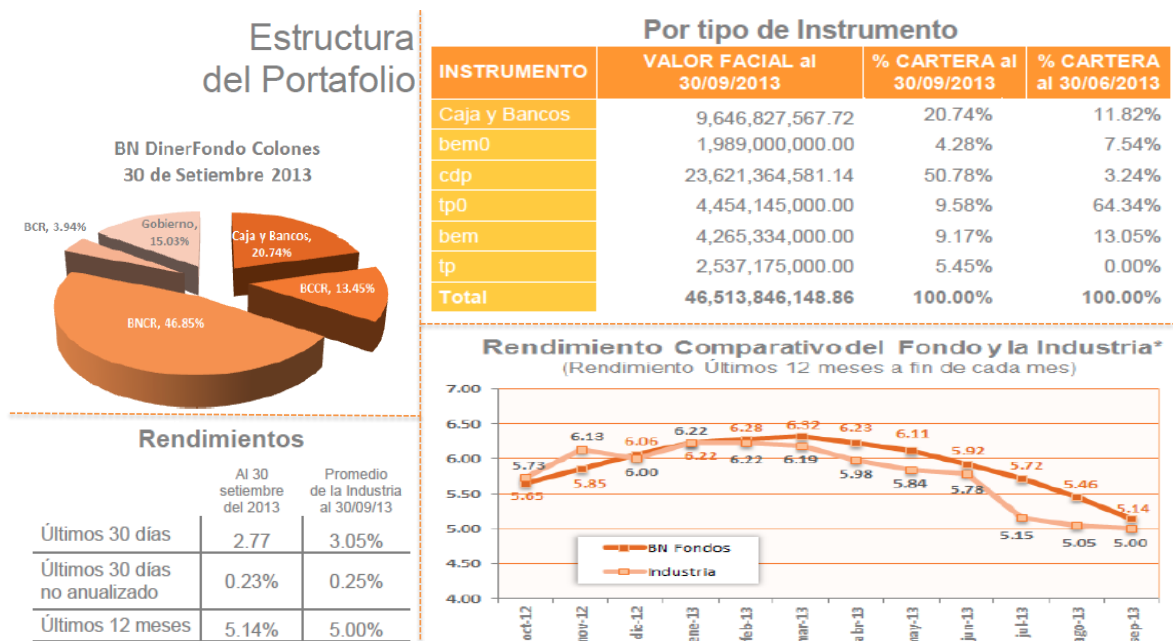 Estructura
del Portafolio
BN DinerFondo Colones
30 de Setiembre 2013
BCR, 3.94%
Gobierno,
15.03%
Caja y Bancos,
20.74%
BCCR, 13.45%
BNCR, 46.85%
Rendimientos
Al 30
setiembre
del 2013
Promedio
de la Industria
al 30/09/13
Últimos 30 días 2.77 3.05%
Últimos 30 días
no anualizado 0.23% 0.25%
Últimos 12 meses 5.14% 5.00%
Por tipo de Instrumento
INSTRUMENTO
VALOR FACIAL al
30/09/2013
% CARTERA al
30/09/2013
% CARTERA
al 30/06/2013
Caja y Bancos 9,646,827,567.72 20.74% 11.82%
bem0 1,989,000,000.00 4.28% 7.54%
cdp 23,621,364,581.14 50.78% 3.24%
tp0 4,454,145,000.00 9.58% 64.34%
bem 4,265,334,000.00 9.17% 13.05%
tp 2,537,175,000.00 5.45% 0.00%
Total 46,513,846,148.86 100.00% 100.00%
Rendimiento Comparativo del Fondo y la Industria*
(Rendimiento Últimos 12 meses a fin de cada mes)
7.00
6.50
6.00
5.50
5.00
4.50
4.00
5.65 5.85 6.06 6.22 6.28 6.32 6.23 6.11 5.92 5.72 5.46 5.14
5.73 6.13 6.00 6.22 6.22 6.19 5.98 5.84 5.78 5.15 5.05 5.00
BN Fondos
Industria
oct-12 nov-12 dic-12 ene-13 feb-13 mar-13 abr-13 may-13 jun-13 jul-13 ago-13 sep-13